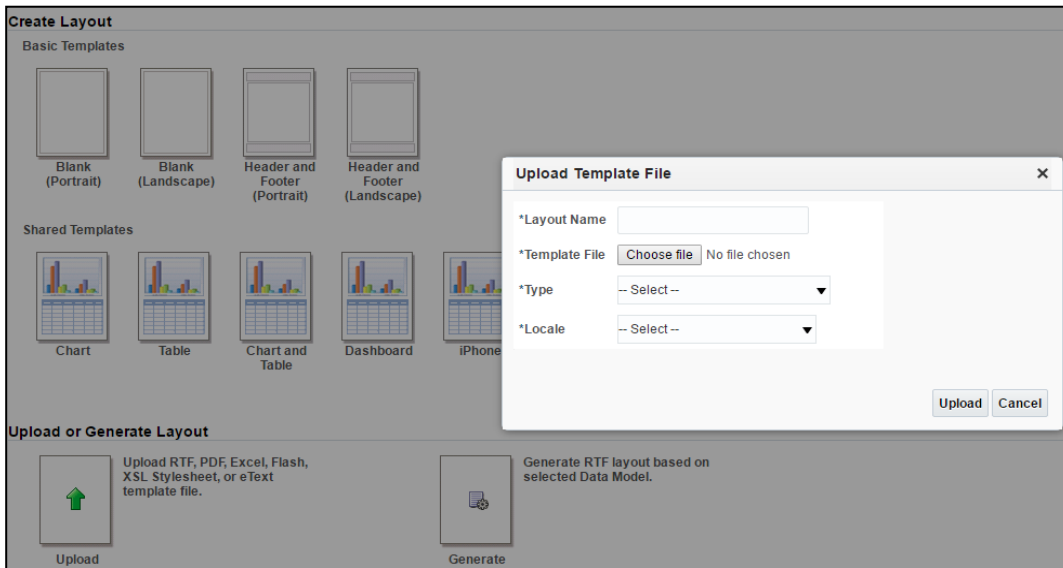 Create Layout
Basic Templates
Blank
(Portrait)
Blank
(Landscape)
Header and
Footer
(Portrait)
Header and
Footer
(Landscape)
Shared Templates
Chart
Table
Chart and
Table
Dashboard
iPhone
Upload Template File
*Layout Name
*Template File Choose file No file chosen
*Type -- Select --
*Locale -- Select --
Upload Cancel
Upload or Generate Layout
Upload RTF, PDF, Excel, Flash,
XSL Stylesheet, or eText
template file.
Upload
Generate RTF layout based on
selected Data Model.
Generate